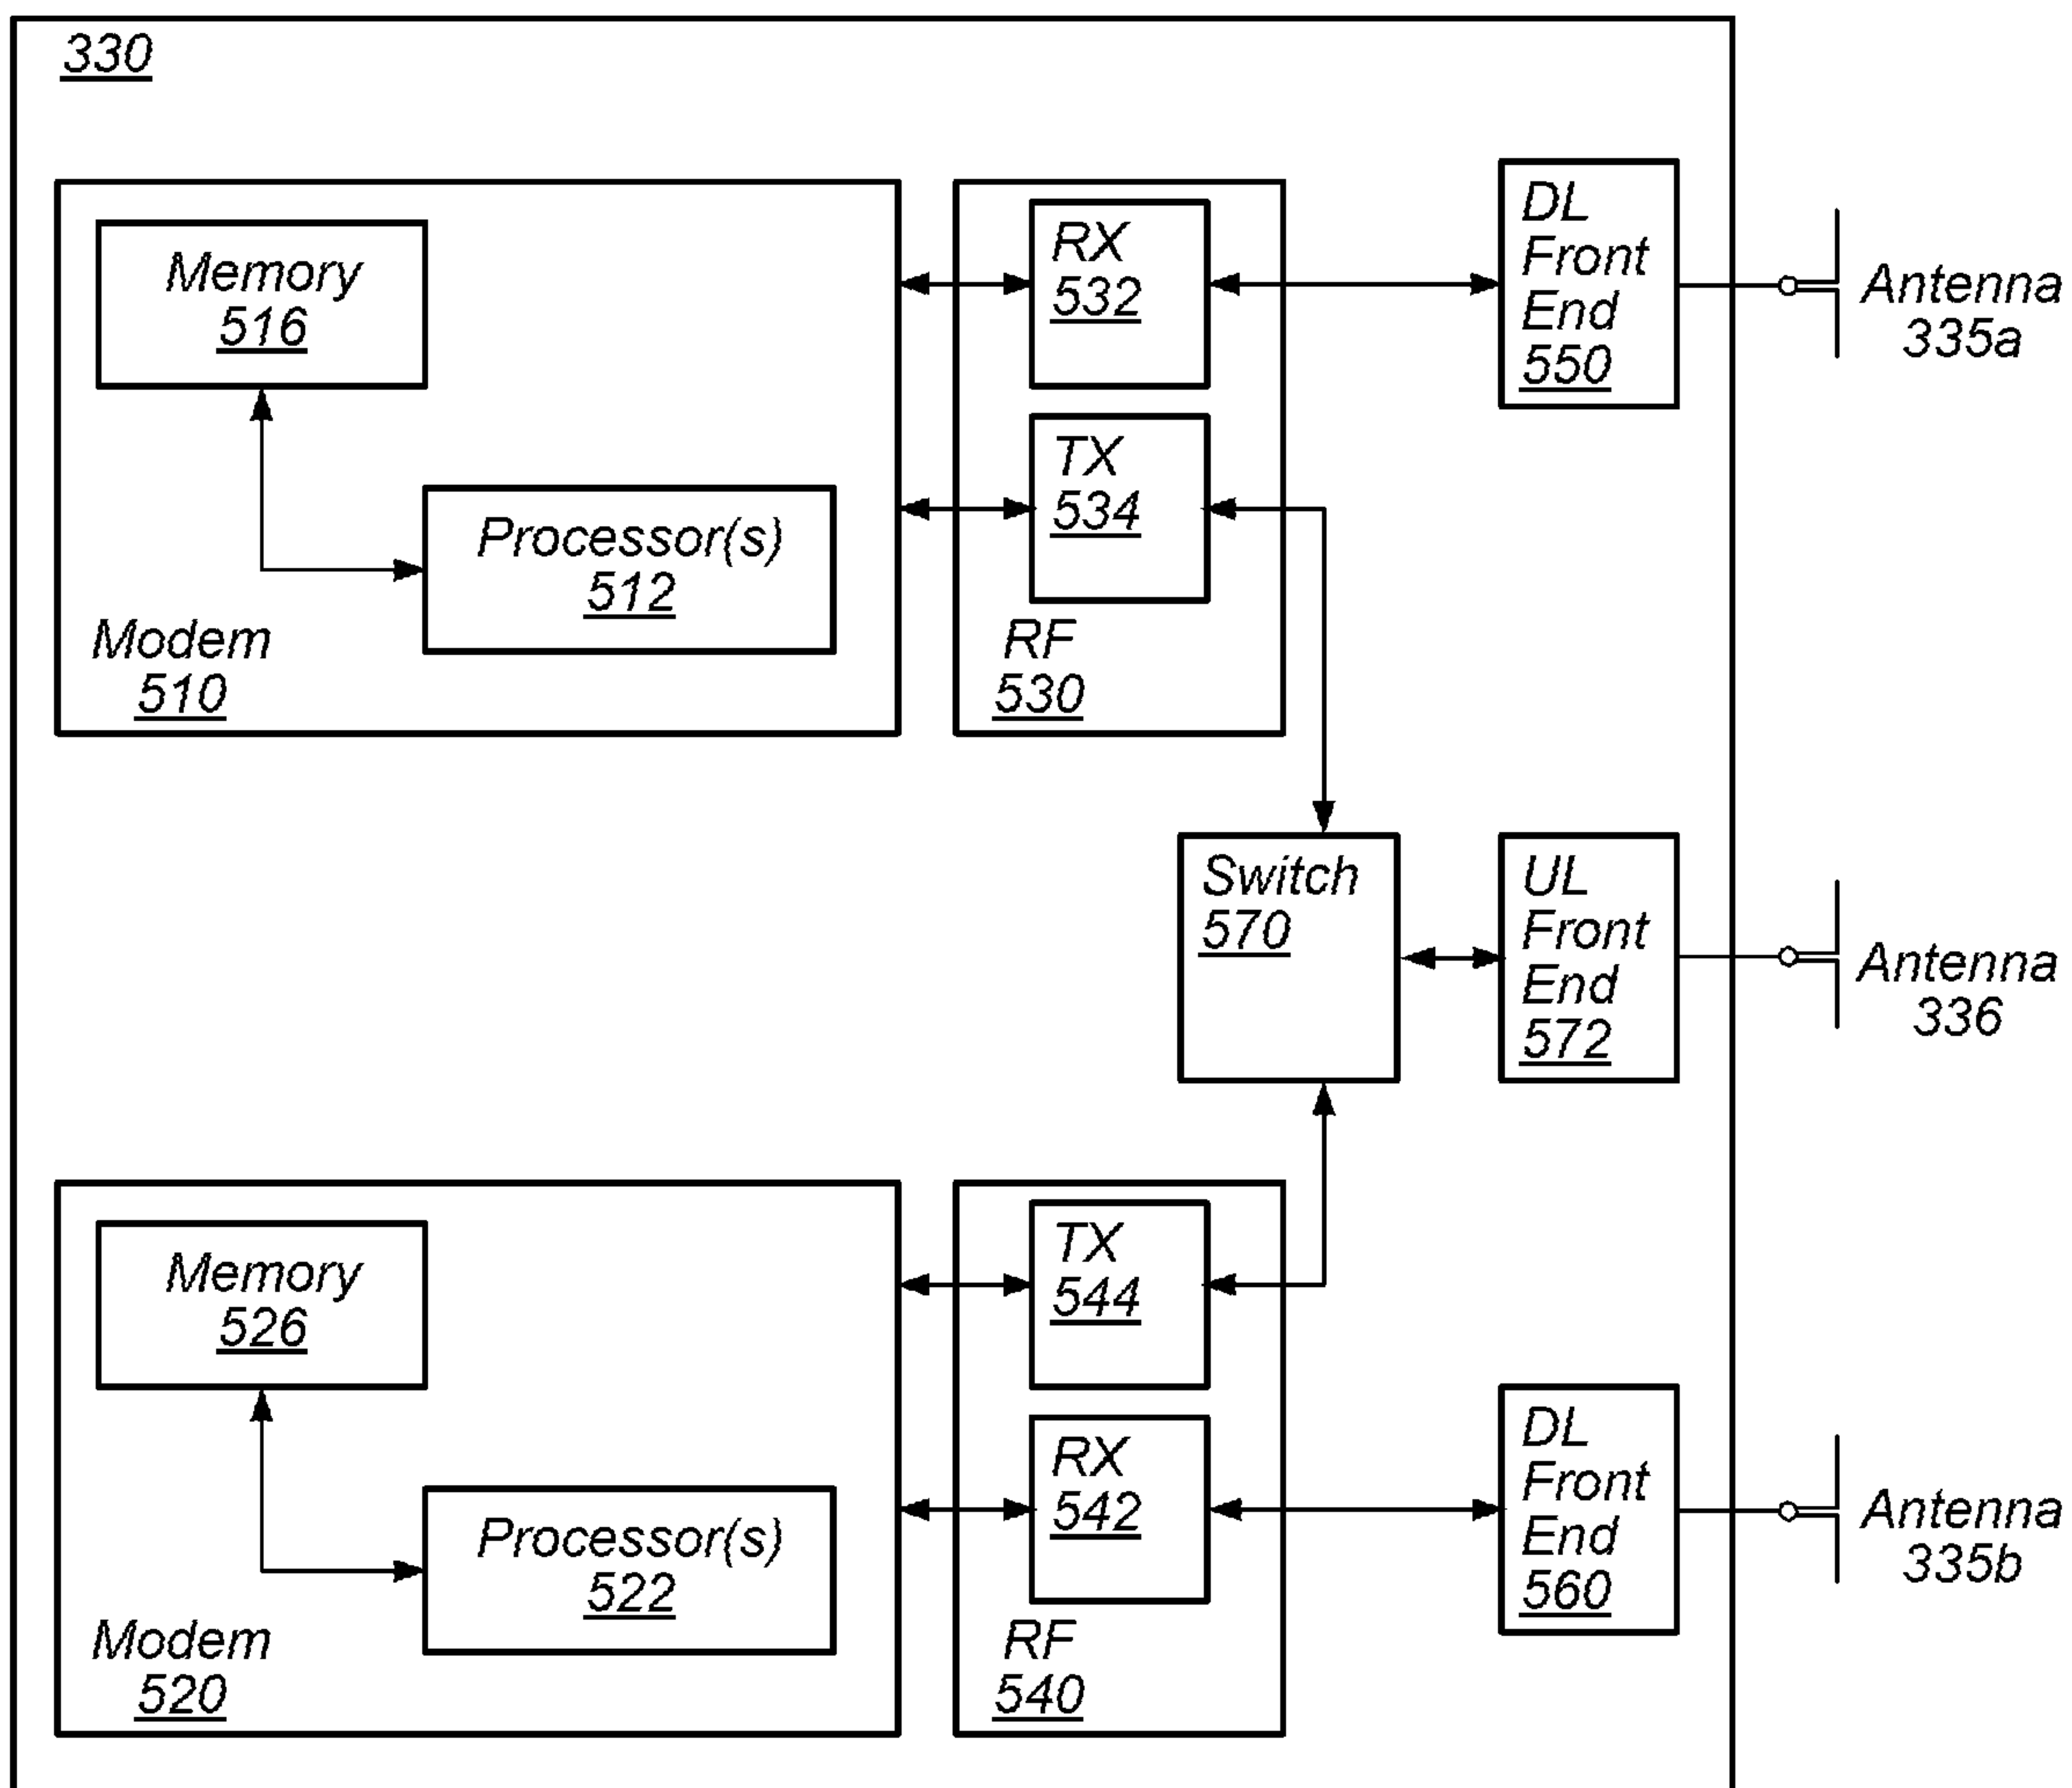 330
Memory
516
Processor(s)
512
Modem
510
RX
532
TX
534
RF
530
DL
Front
End
550
Antenna
335a
Switch
570
UL
Front
End
572
Antenna
336
Memory
526
Processor(s)
522
Modem
520
TX
544
RX
542
RF
540
DL
Front
End
560
Antenna
335b